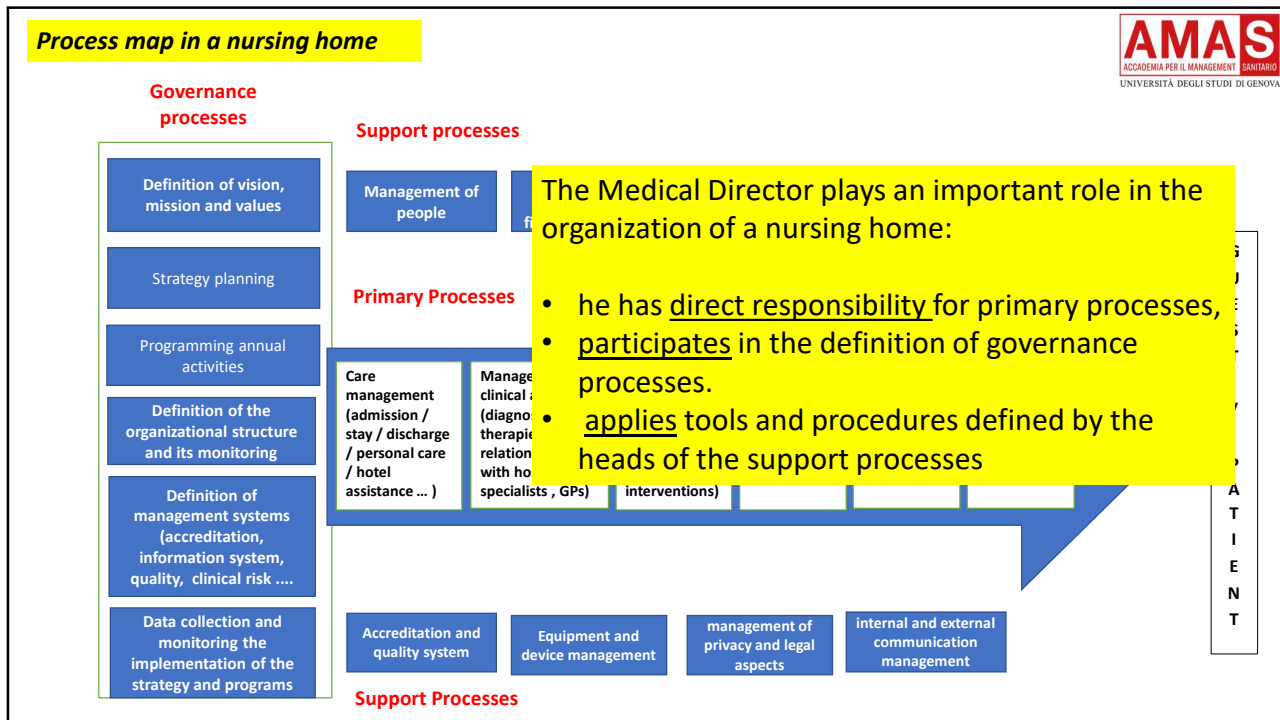 Process map in a nursing home
AMAS
ACCADEMIA PER IL MANAGEMENT SANITARIO
UNIVERSITÀ DEGLI STUDI DI GENOVA
Governance
processes
Definition of vision,
mission and values
Strategy planning
Programming annual
activities
Definition of the
organizational structure
and its monitoring
Definition of
management systems
(accreditation,
information system,
quality, clinical risk ....
Data collection and
monitoring the
implementation of the
strategy and programs
Support processes
Management of
people
The Medical Director plays an important role in the
organization of a nursing home:
• he has direct responsibility for primary processes,
• participates in the definition of governance
processes.
• applies tools and procedures defined by the
heads of the support processes
Primary Processes
Care
management
(admission /
stay / discharge
/ personal care
/ hotel
assistance … )
clinical
with
specialists , GPs)
interventions)
Accreditation and
quality system
Equipment and
device management
management of
privacy and legal
aspects
internal and external
communication
management
Support Processes
G
U
E
S
T
/
P
A
T
I
E
N
T